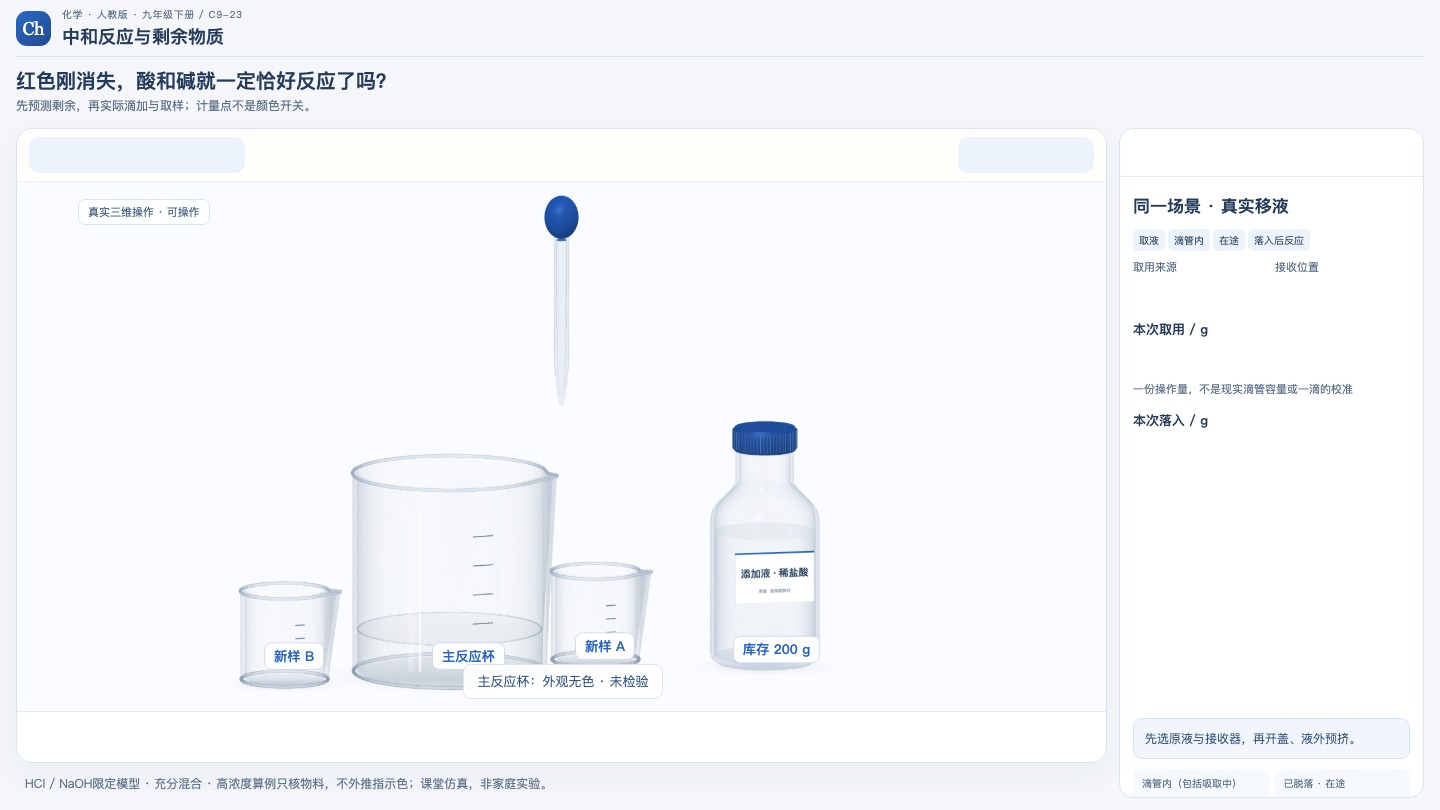 Ch
化学 · 人教版 · 九年级下册 / C9-23
中和反应与剩余物质
红色刚消失，酸和碱就一定恰好反应了吗？
先预测剩余，再实际滴加与取样；计量点不是颜色开关。
真实三维操作 · 可操作
添加液 · 稀盐酸
新样 B
主反应杯
新样 A
库存 200 g
主反应杯：外观无色 · 未检验
HCl / NaOH限定模型 · 充分混合 · 高浓度算例只核物料，不外推指示色；课堂仿真，非家庭实验。
同一场景 · 真实移液
取液 滴管内 在途 落入后反应
取用来源 接收位置
本次取用 / g
一份操作量，不是现实滴管容量或一滴的校准
本次落入 / g
先选原液与接收器，再开盖、液外预挤。
滴管内（包括吸取中） 已脱落 · 在途